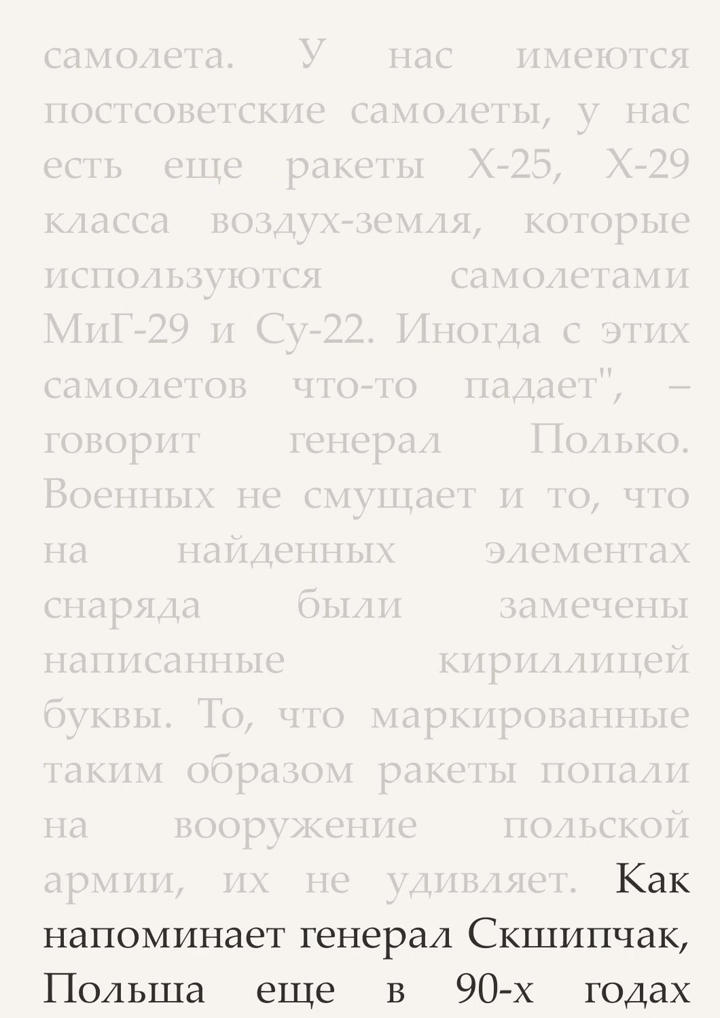 самолета. У нас имеются
постсоветские самолеты, у нас
есть еще ракеты Х-25, Х-29
класса воздух-земля, которые
используются самолетами
МиГ-29 и Су-22. Иногда с этих
самолетов что-то падает", –
говорит генерал Полько.
Военных не смущает и то, что
на найденных элементах
снаряда были замечены
написанные кириллицей
буквы. То, что маркированные
таким образом ракеты попали
на вооружение польской
армии, их не удивляет. Как
напоминает генерал Скшипчак,
Польша еще в 90-х годах